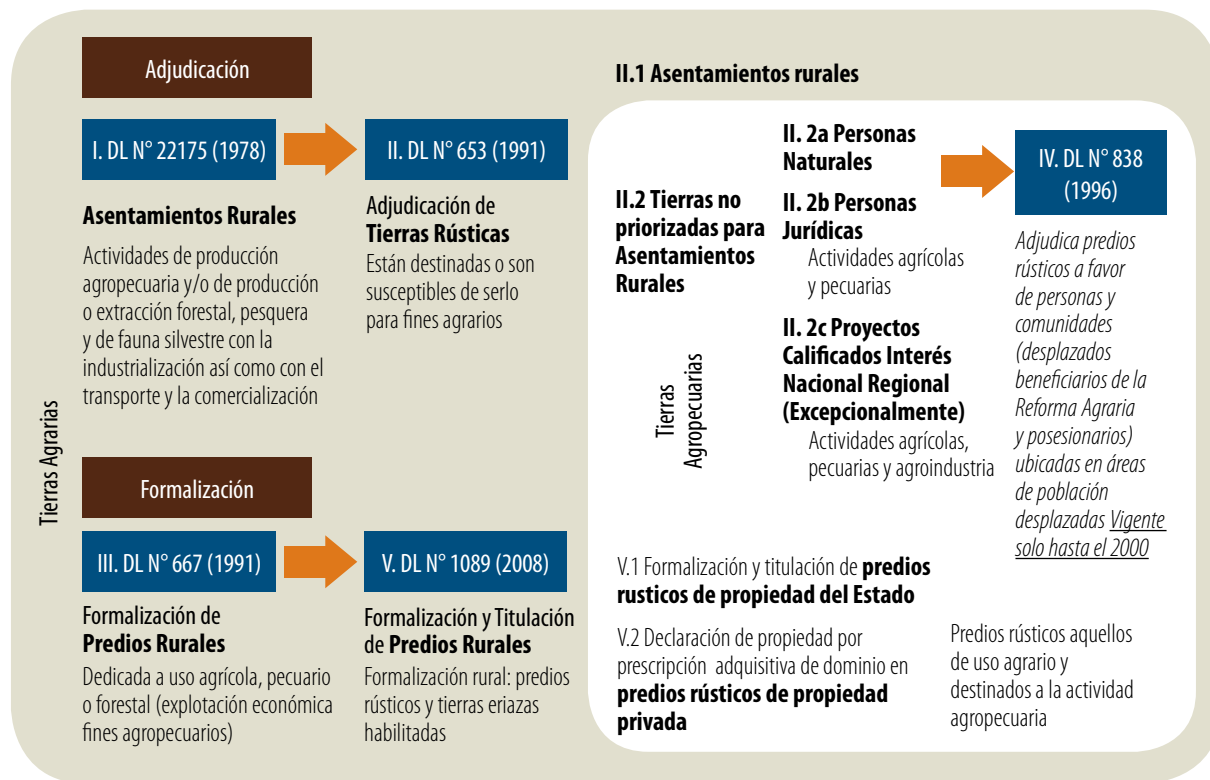 Tierras Agrarias
Adjudicación
I. DL N° 22175 (1978)
Asentamientos Rurales
Actividades de producción
agropecuaria y/o de producción
o extracción forestal, pesquera
y de fauna silvestre con la
industrialización así como con el
transporte y la comercialización
II. DL N° 653 (1991)
Adjudicación de
Tierras Rústicas
Están destinadas o son
susceptibles de serlo
para fines agrarios
Formalización
III. DL N° 667 (1991)
Formalización de
Predios Rurales
Dedicada a uso agrícola, pecuario
o forestal (explotación económica
fines agropecuarios)
V. DL N° 1089 (2008)
Formalización y Titulación
de Predios Rurales
Formalización rural: predios
rústicos y tierras eriazas
habilitadas
II.1 Asentamientos rurales
II.2 Tierras no
priorizadas para
Asentamientos
Rurales
Tierras
Agropecuarias
II. 2a Personas
Naturales
II. 2b Personas
Jurídicas
Actividades agrícolas
y pecuarias
II. 2c Proyectos
Calificados Interés
Nacional Regional
(Excepcionalmente)
Actividades agrícolas,
pecuarias y agroindustria
IV. DL N° 838
(1996)
Adjudica predios
rústicos a favor
de personas y
comunidades
(desplazados
beneficiarios de la
Reforma Agraria
y posesionarios)
ubicadas en áreas
de población
desplazadas Vigente
solo hasta el 2000
V.1 Formalización y titulación de predios
rusticos de propiedad del Estado
V.2 Declaración de propiedad por
prescripción adquisitiva de dominio en
predios rústicos de propiedad
privada
Predios rústicos aquellos
de uso agrario y
destinados a la actividad
agropecuaria